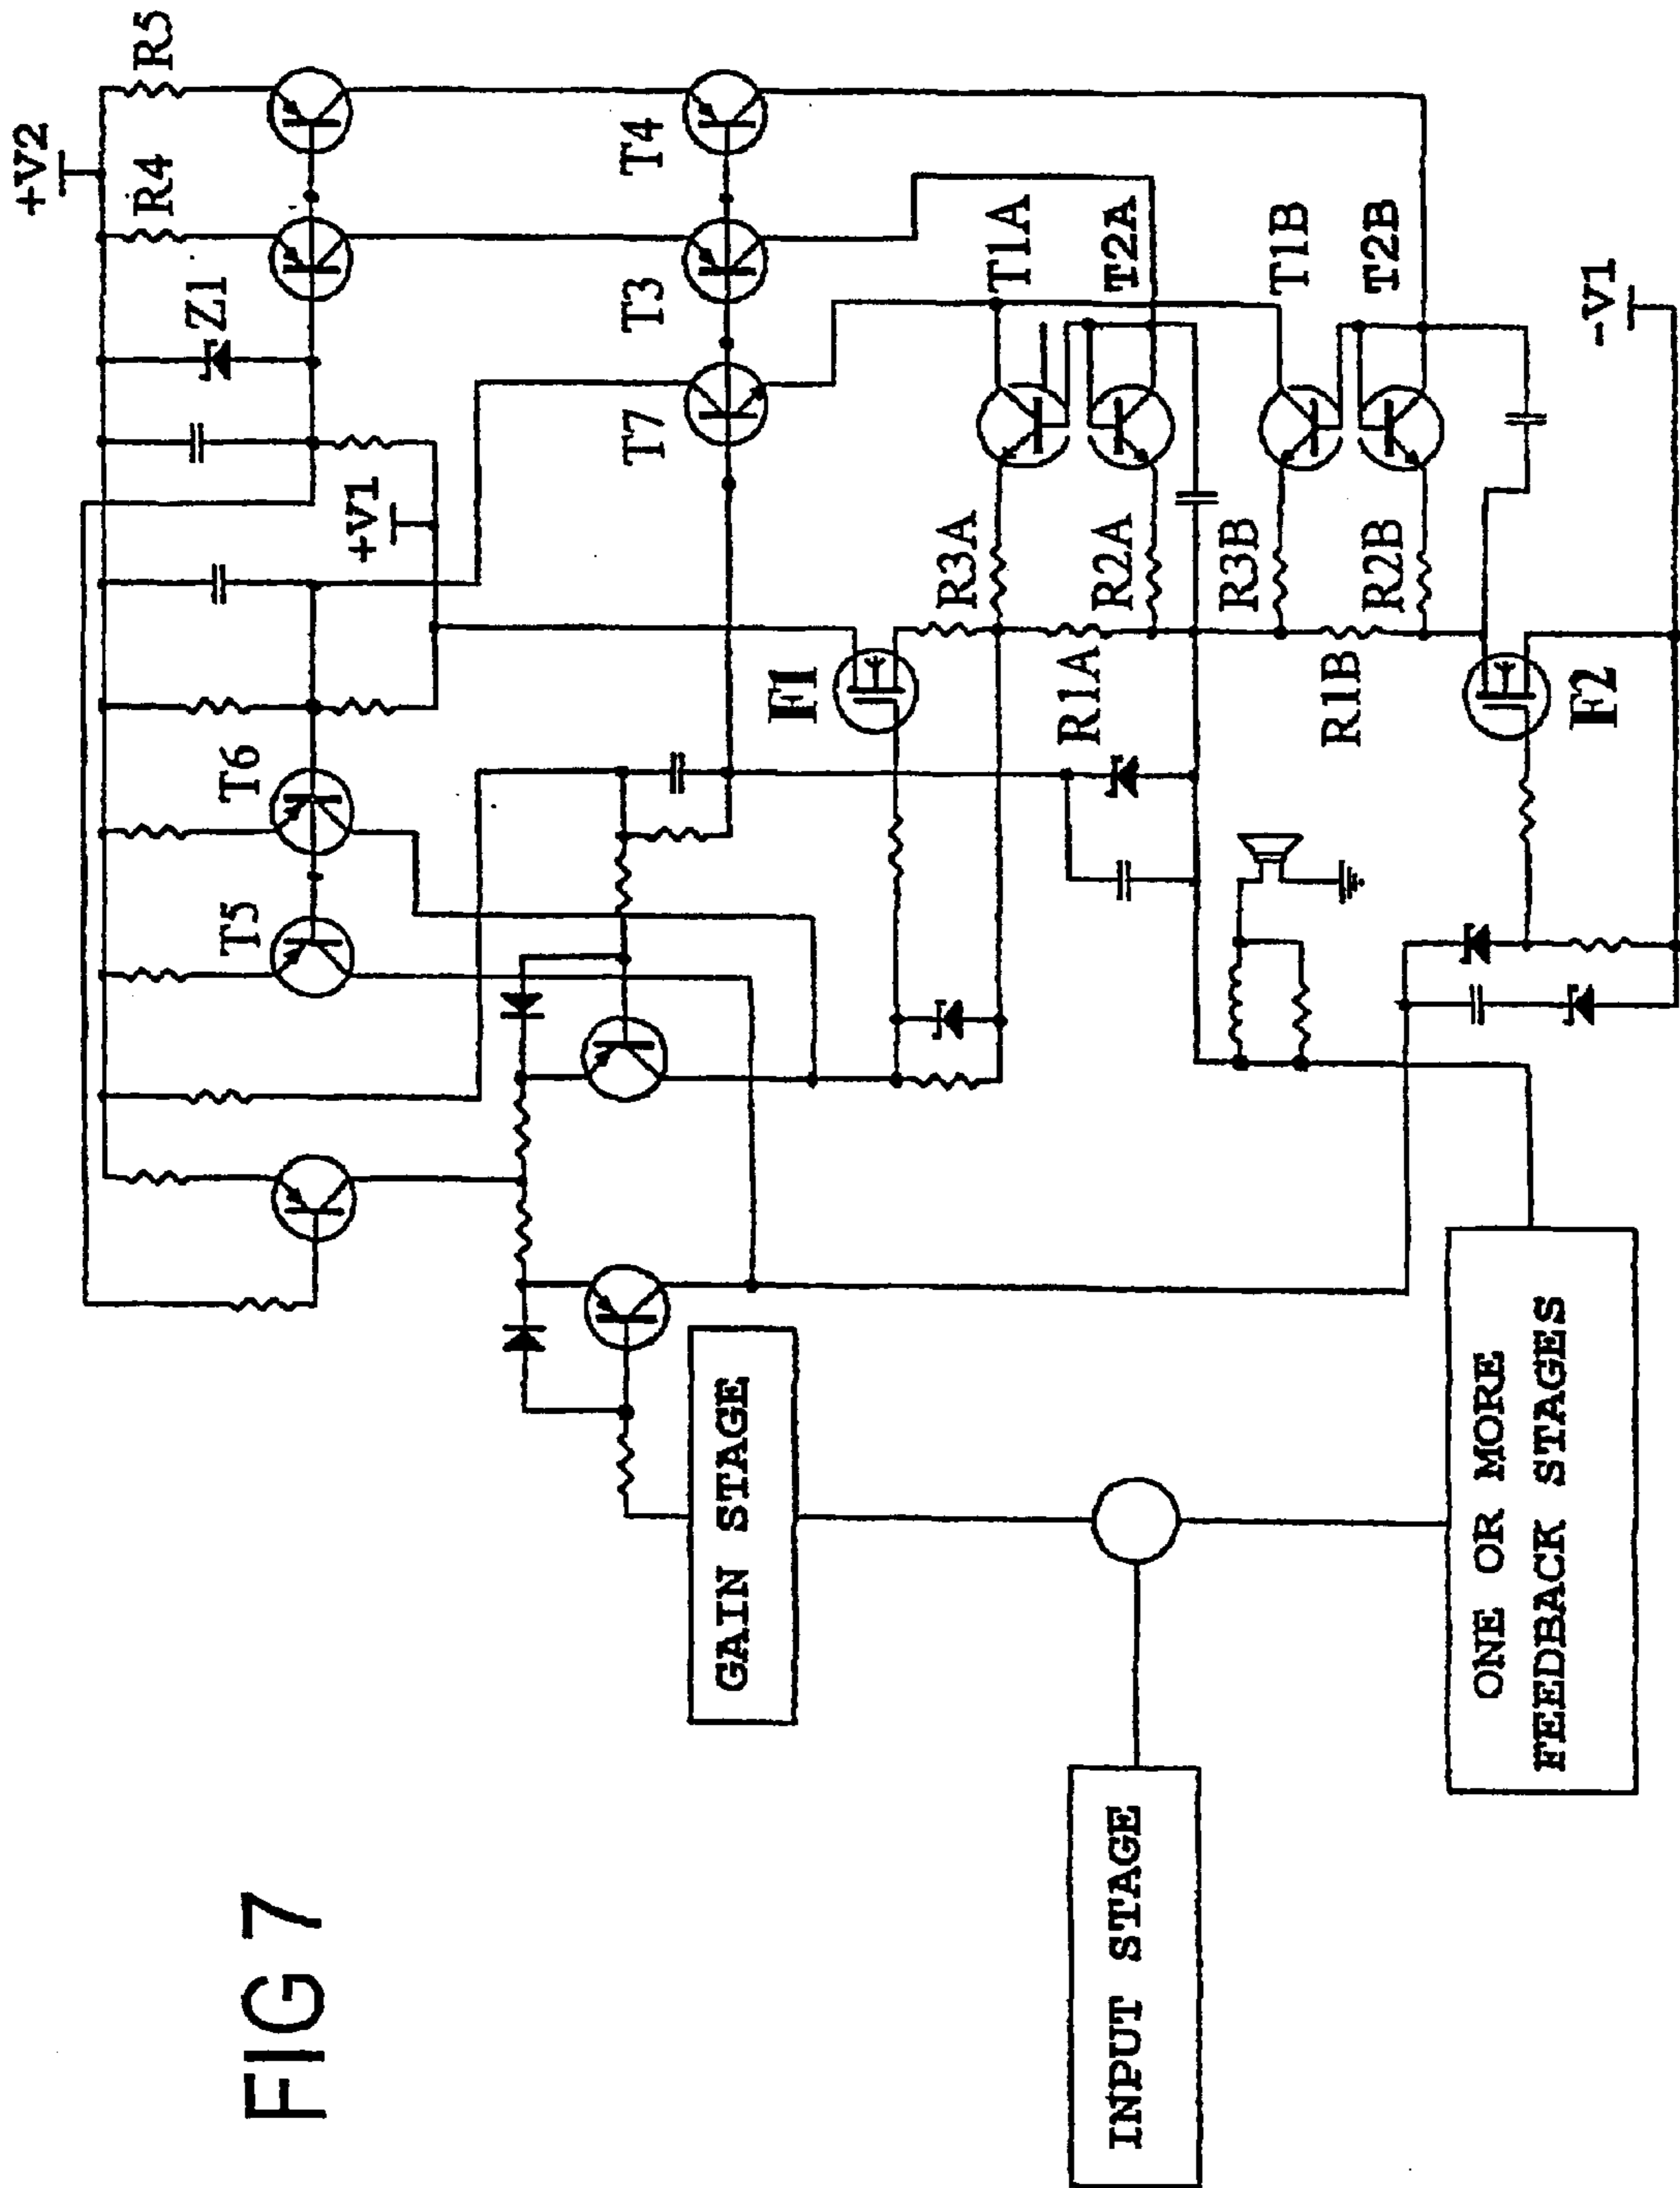 FIG 7
+V2
R5
R4
Z1
+V1
T6
T5
T4
T3
T7
T1A
T2A
T1B
T2B
R3A
R2A
R3B
R2B
F1
R1A
R1B
F2
-V1
GAIN STAGE
INPUT STAGE
ONE OR MORE
FEEDBACK STAGES